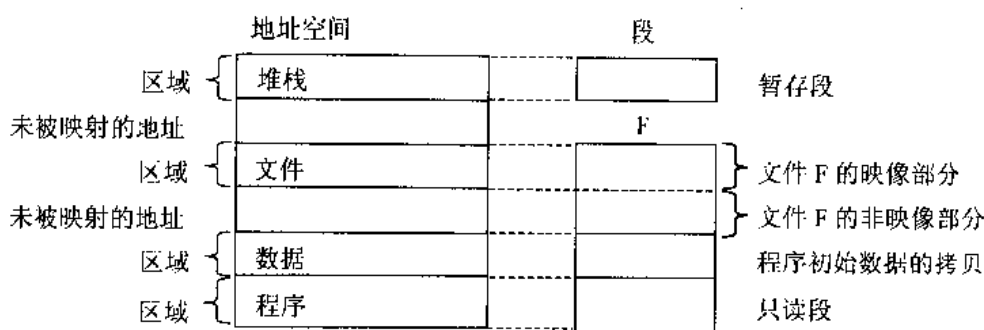 地址空间 段
区域 堆栈 暂存段
未被映射的地址 F
区域 文件 文件 F 的映像部分
未被映射的地址 文件 F 的非映像部分
区域 数据 程序初始数据的拷贝
区域 程序 只读段